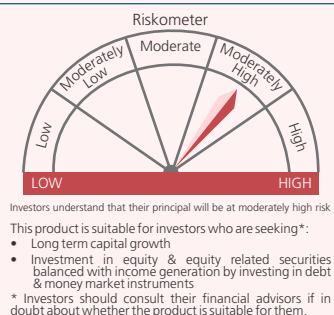 Riskometer
Low
Moderately
Low
Moderate
Moderately
High
High
LOW
HIGH
Investors understand that their principal will be at moderately high risk
This product is suitable for investors who are seeking*:
• Long term capital growth
• Investment in equity & equity related securities
balanced with income generation by investing in debt
& money market instruments
* Investors should consult their financial advisors if in
doubt about whether the product is suitable for them.